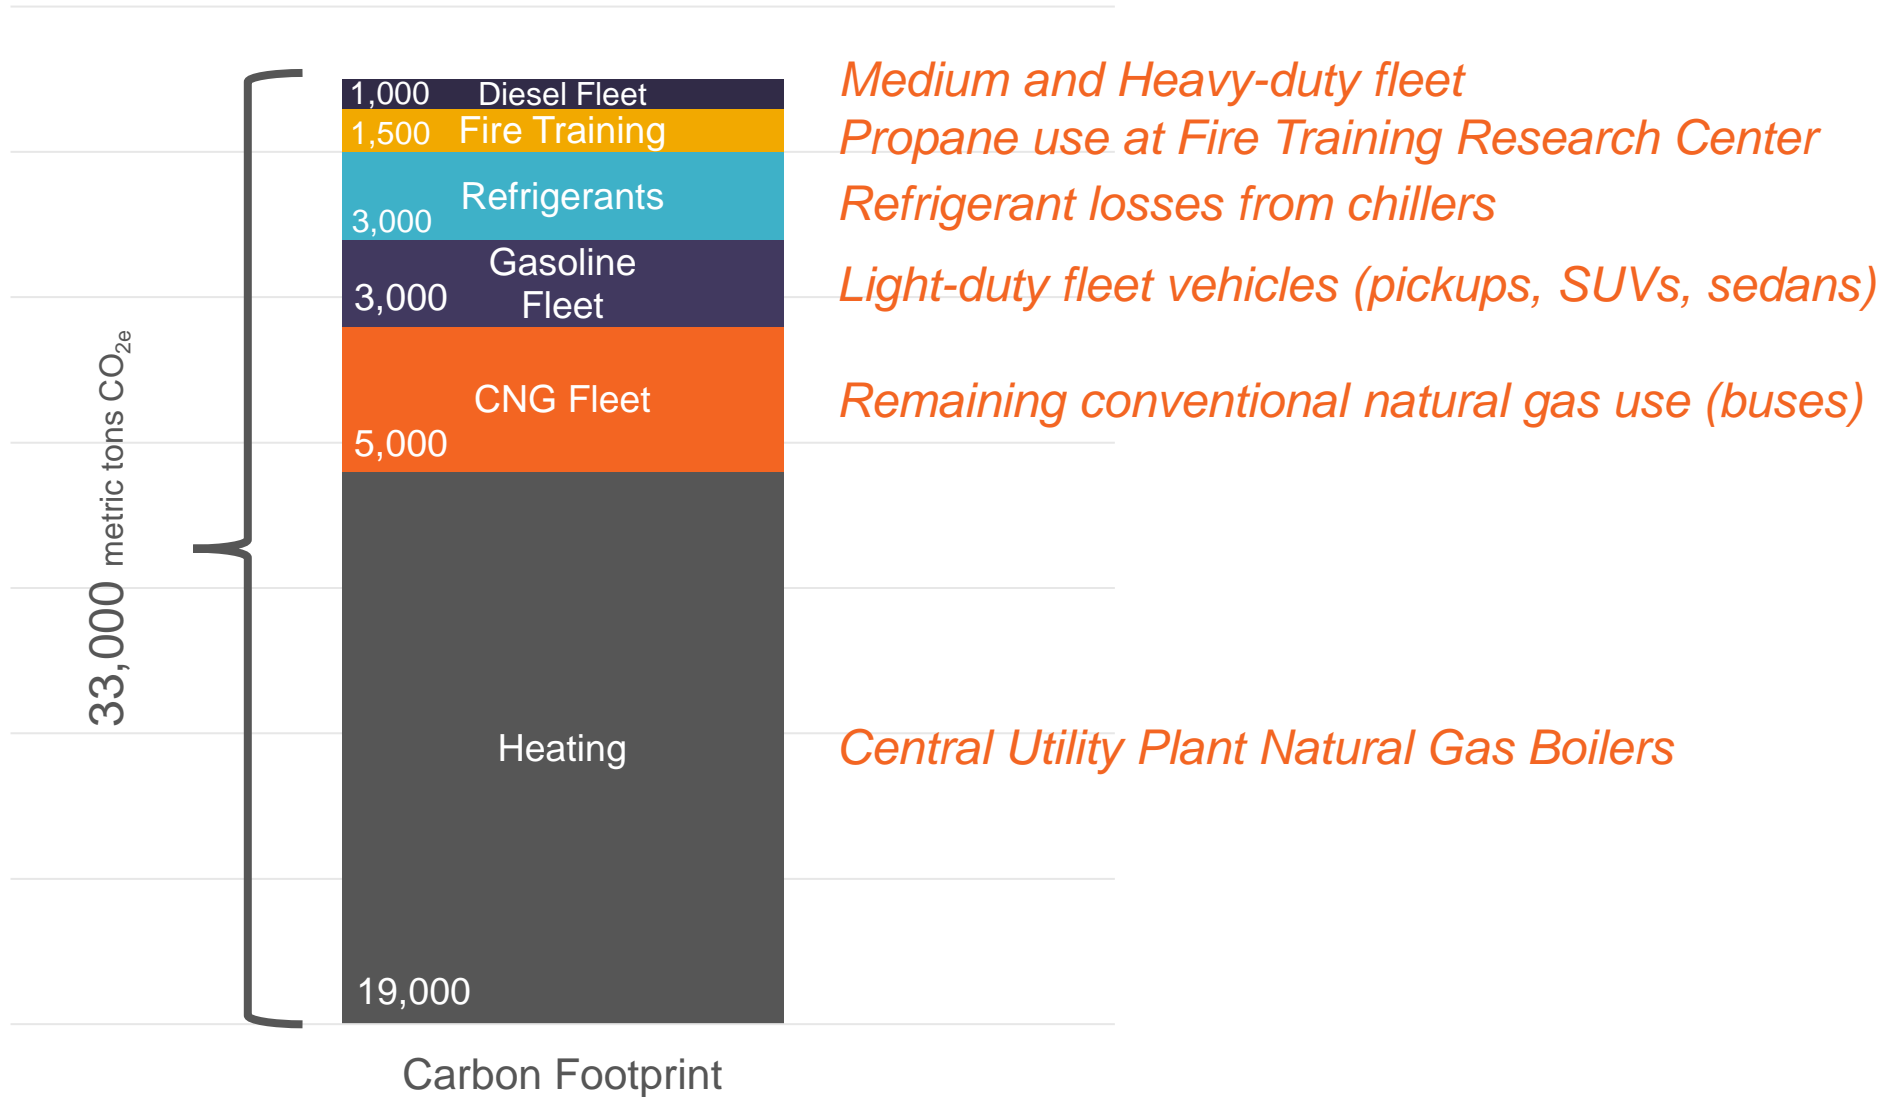 1,000 Diesel Fleet Medium and Heavy-duty fleet
1,500 Fire Training Propane use at Fire Training Research Center
Refrigerants Refrigerant losses from chillers
3,000
Gasoline
Fleet
3,000
Light-duty fleet vehicles (pickups, SUVs, sedans)
CNG Fleet Remaining conventional natural gas use (buses)
5,000
33,000 metric tons CO2e
Heating Central Utility Plant Natural Gas Boilers
19,000
Carbon Footprint